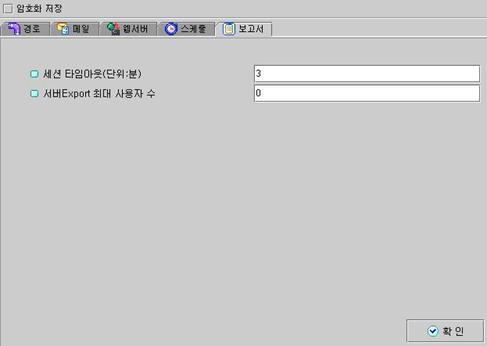 암호화 저장
경로 메일 웹서버 스케줄 보고서
세션 타임아웃(단위:분) 3
서버Export 최대 사용자 수 0
확 인